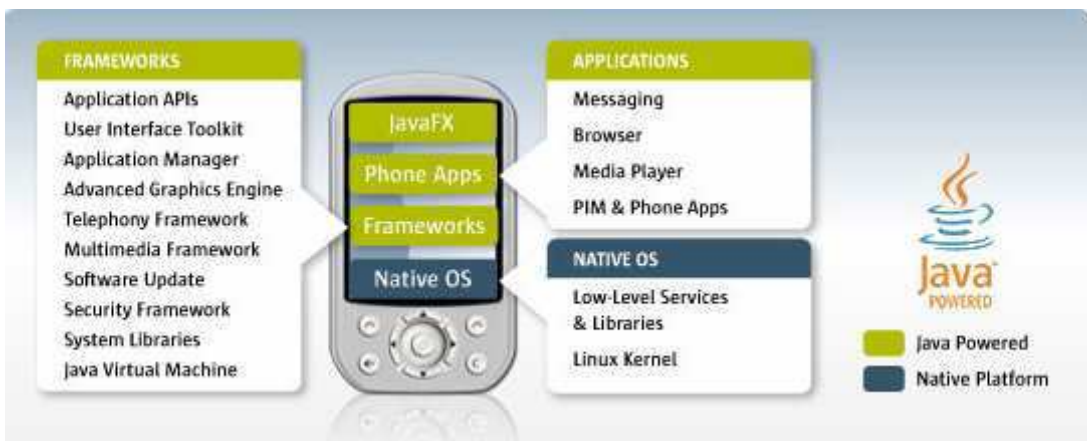 FRAMEWORKS
Application APIs
User Interface Toolkit
Application Manager
Advanced Graphics Engine
Telephony Framework
Multimedia Framework
Software Update
Security Framework
System Libraries
Java Virtual Machine
JavaFX
Phone Apps
Frameworks
Native OS
APPLICATIONS
Messaging
Browser
Media Player
PIM & Phone Apps
NATIVE OS
Low-Level Services
& Libraries
Linux Kernel
Java™
POWERED
Java Powered
Native Platform